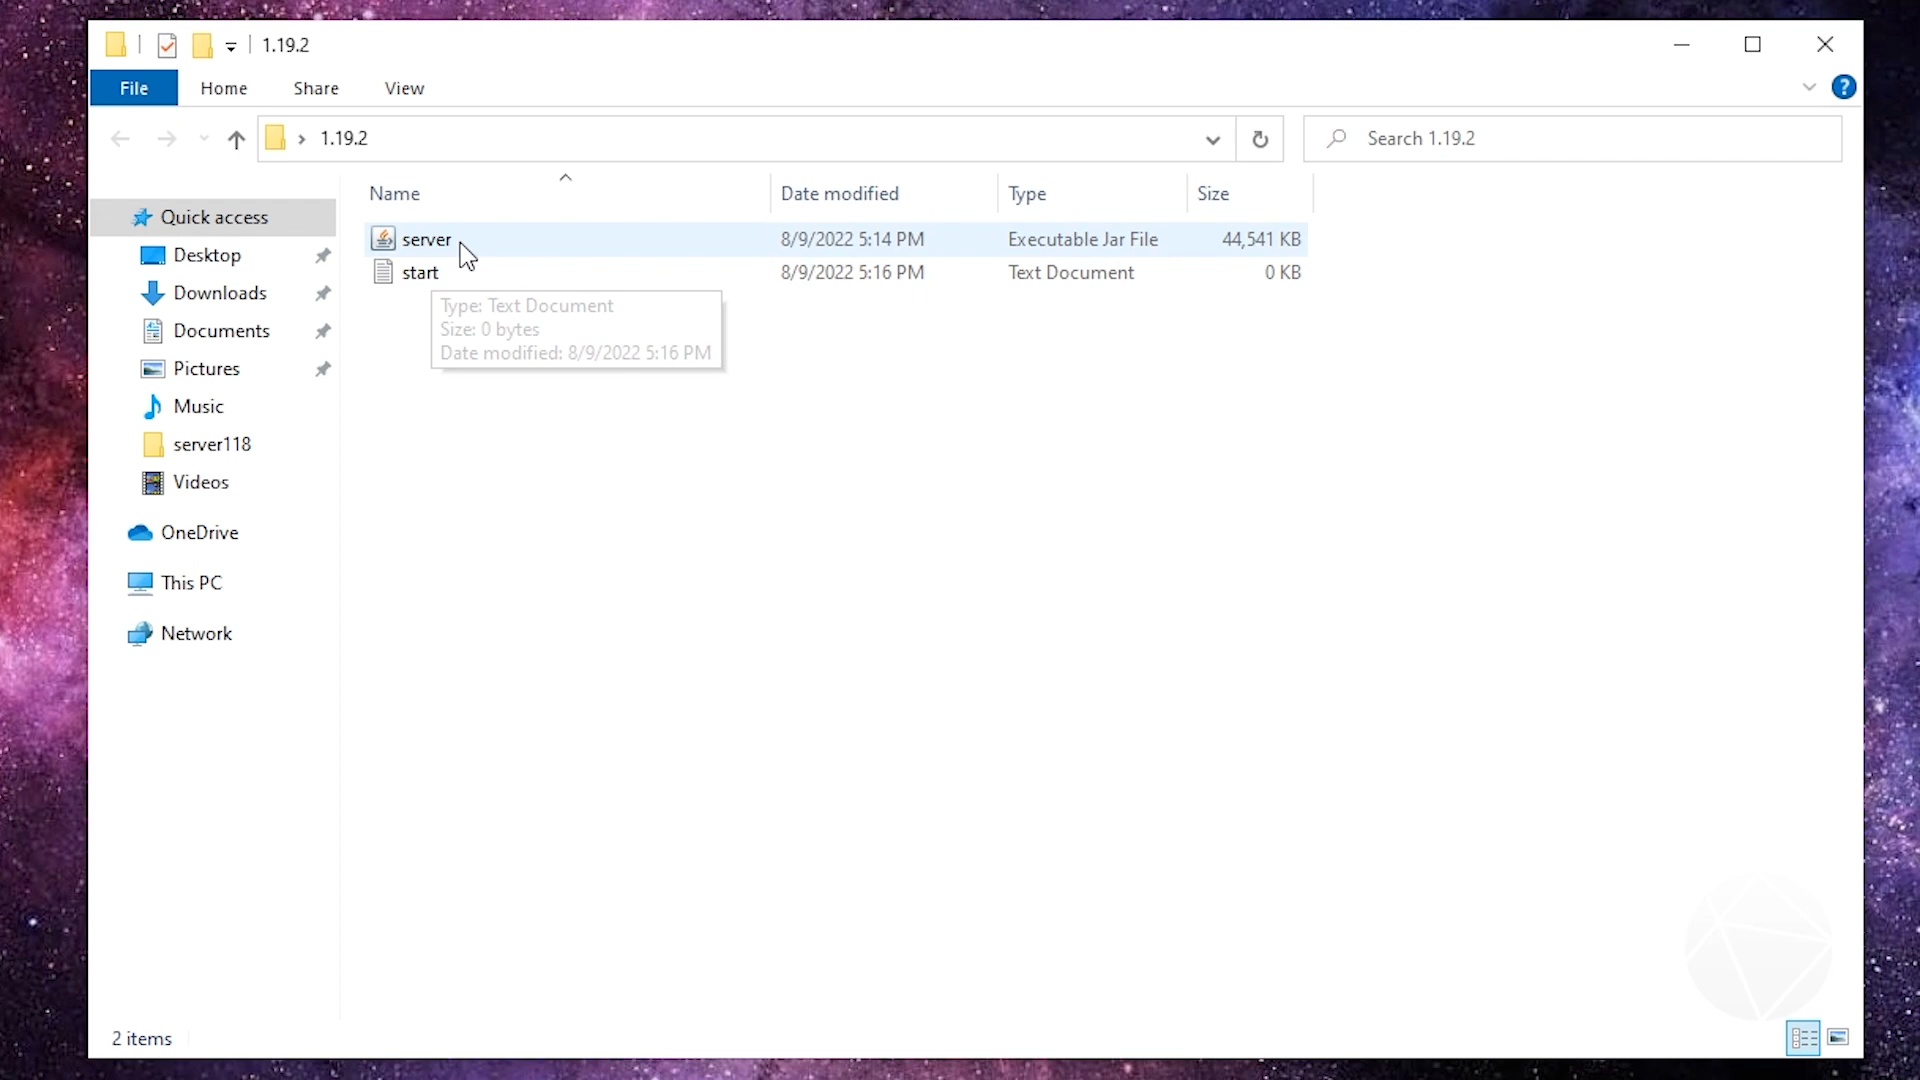 1.19.2
File Home Share View ?
1.19.2 Search 1.19.2
Name Date modified Type Size
Quick access
Desktop
Downloads
Documents
Pictures
Music
server118
Videos
OneDrive
This PC
Network
server 8/9/2022 5:14 PM Executable Jar File 44,541 KB
start 8/9/2022 5:16 PM Text Document 0 KB
Type: Text Document
Size: 0 bytes
Date modified: 8/9/2022 5:16 PM
2 items